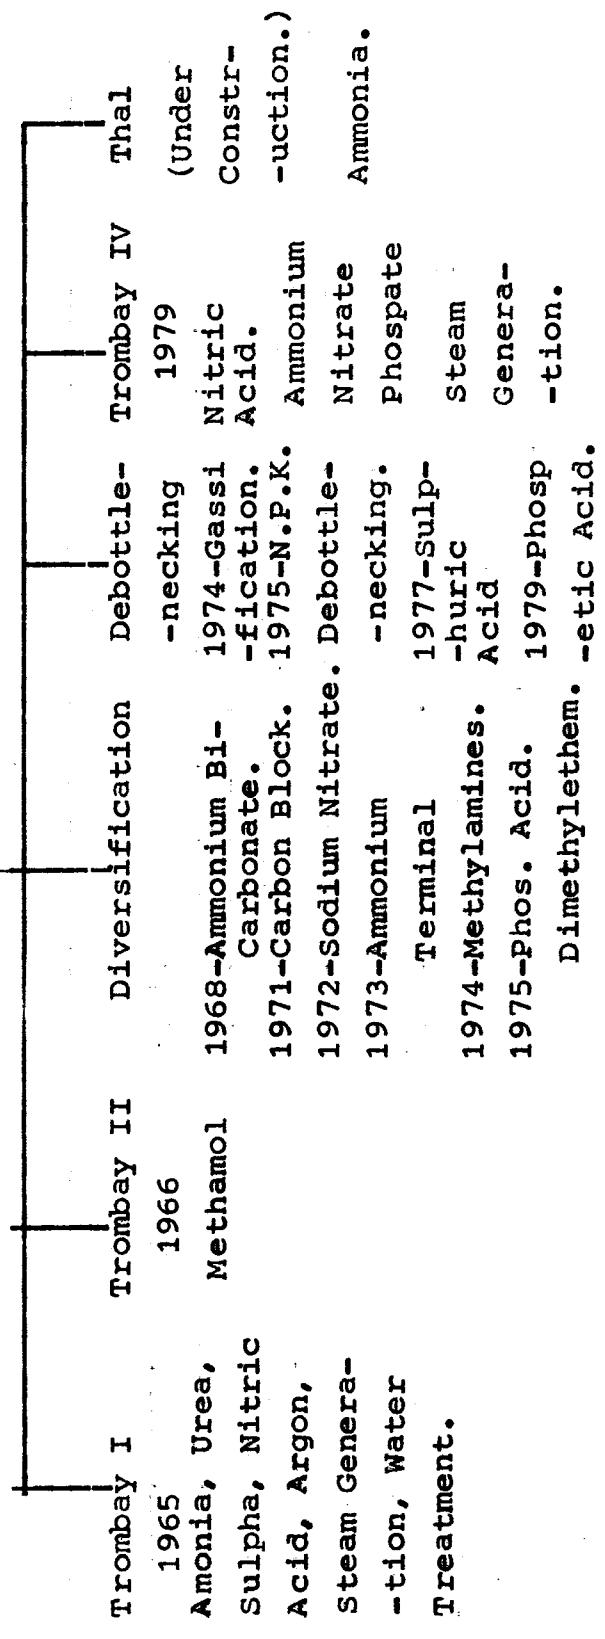 Trombay I
1965
Amonia, Urea,
Sulpha, Nitric
Acid, Argon,
Steam Genera-
-tion, Water
Treatment.
Trombay II
1966
Methamol
Diversification
1968-Ammonium Bi-
Carbonate.
1971-Carbon Block.
1972-Sodium Nitrate.
1973-Ammonium
Terminal
1974-Methylamines.
1975-Phos. Acid.
Dimethylethem.
Debottle-
-necking
1974-Gassi
-fication.
1975-N.P.K.
Debottle-
-necking.
1977-Sulp-
-huric
Acid
1979-Phosp
-etic Acid.
Trombay IV
1979
Nitric
Acid.
Ammonium
Nitrate
Phospate
Steam
Genera-
-tion.
Thal
(Under
Constr-
-uction.)
Ammonia.